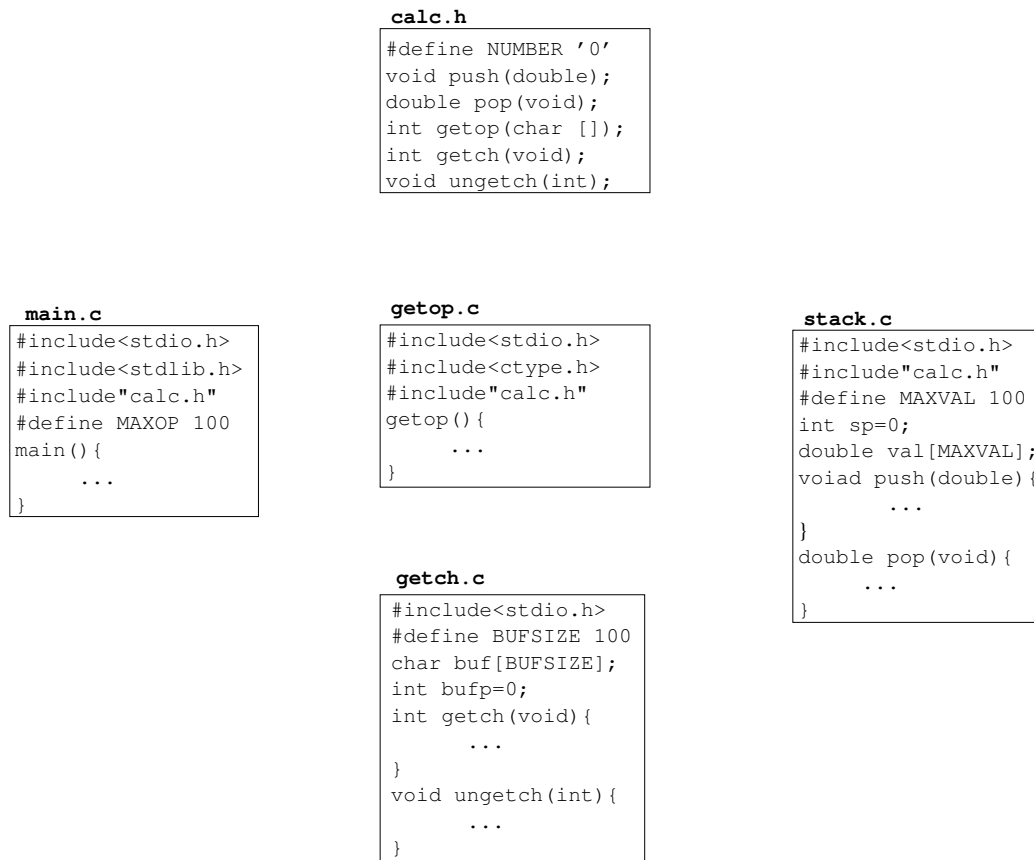 calc.h
#define NUMBER ’0’
void push(double);
double pop(void);
int getop(char []);
int getch(void);
void ungetch(int);
main.c
#include<stdio.h>
#include<stdlib.h>
#include"calc.h"
#define MAXOP 100
main(){
...
}
getop.c
#include<stdio.h>
#include<ctype.h>
#include"calc.h"
getop(){
...
}
getch.c
#include<stdio.h>
#define BUFSIZE 100
char buf[BUFSIZE];
int bufp=0;
int getch(void){
...
}
void ungetch(int){
...
}
stack.c
#include<stdio.h>
#include"calc.h"
#define MAXVAL 100
int sp=0;
double val[MAXVAL];
voiad push(double){
...
}
double pop(void){
...
}